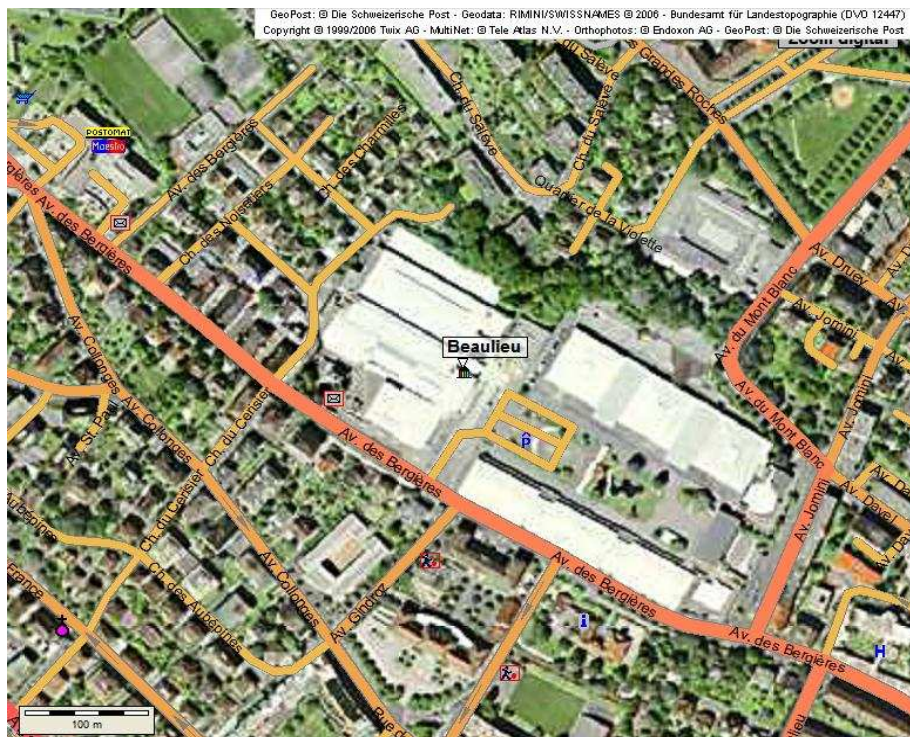 GeoPost: © Die Schweizerische Post - Geodata: RIMINI/SWISSNAMES © 2006 - Bundesamt für Landestopographie (DV0 12447)
Copyright © 1999/2006 Twix AG - MultiNet: © Tele Atlas N.V. - Orthophotos: © Endoxon AG - GeoPost: © Die Schweizerische Post
Zoom digital
du Salève
Grandes Roches
Ch. du Salève
Ch. du Salève
POSTOMAT
Maestro
Av. des Bergières
Ch. des Charmilles
Ch. des Noisetiers
Quartier de la Violette
Av. des Bergières
Av. Druey
Av. du Mont Blanc
Av. Jomini
Beaulieu
Av. Collonges
Av. Collonges
Av. St. Paul
Ch. du Cerisier
Av. des Bergières
Av. du Mont Blanc
Av. Jomini
P
Av. Jomini
Av. Davel
Aubépines
Ch. du Cerisier
Ch. des Aubépines
France
Av. Collonges
Av. Gindroz
Av. des Bergières
i
Av. des Bergières
H
Rue d
100 m